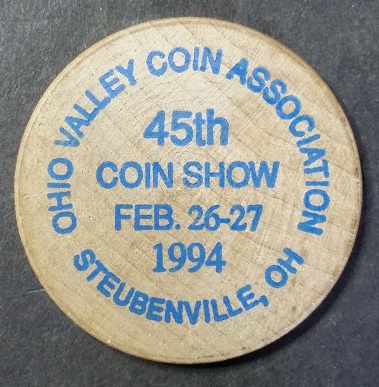 OHIO VALLEY COIN ASSOCIATION
45th
COIN SHOW
FEB. 26-27
1994
STEUBENVILLE, OH